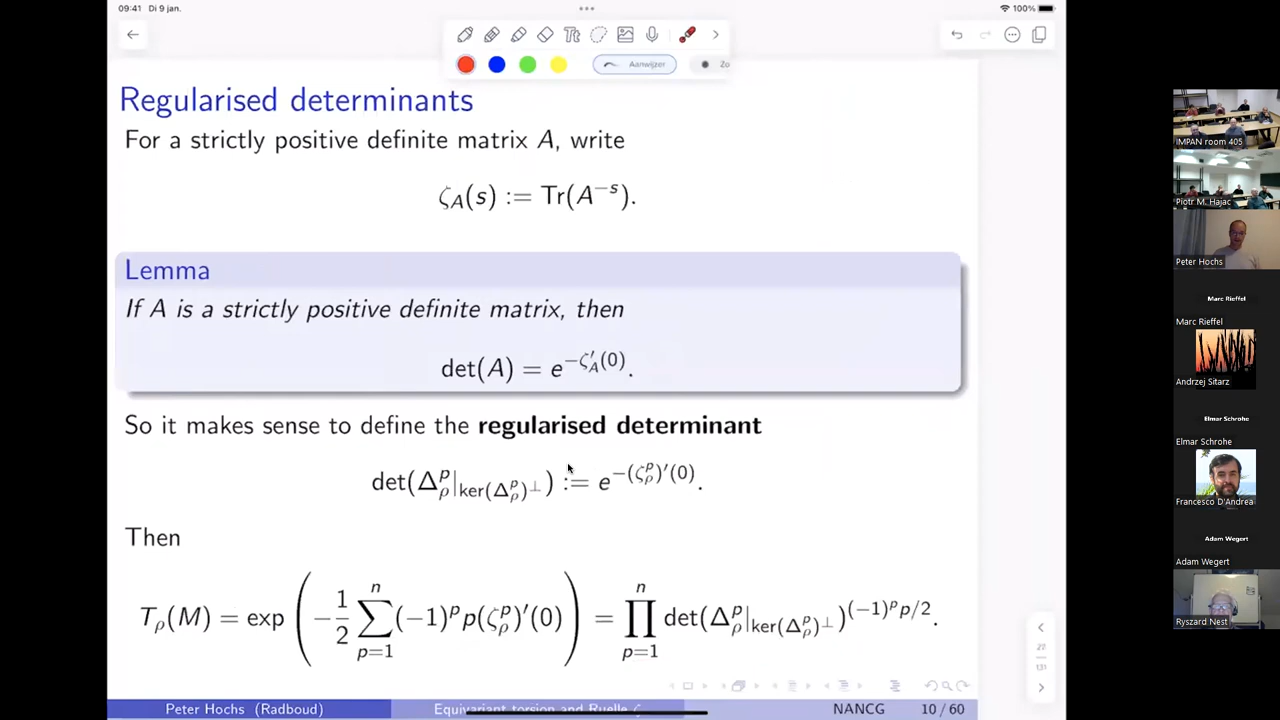 09:41 Di 9 jan.
100%
Aanwijzer
Zo
Regularised determinants
For a strictly positive definite matrix A, write
ζ_A(s) := Tr(A^{−s}).
Lemma
If A is a strictly positive definite matrix, then
det(A) = e^{−ζ′_A(0)}.
So it makes sense to define the regularised determinant
det(Δ^p_ρ|_{ker(Δ^p_ρ)^⊥}) := e^{−(ζ^p_ρ)′(0)}.
Then
T_ρ(M) = exp(−1/2 ∑_{p=1}^{n} (−1)^p p(ζ^p_ρ)′(0)) = ∏_{p=1}^{n} det(Δ^p_ρ|_{ker(Δ^p_ρ)^⊥})^{(−1)^p p/2}.
27
131
Peter Hochs (Radboud)
Equivariant torsion and Ruelle ζ
NANCG
10 / 60
IMPAN room 405
Piotr M. Hajac
Peter Hochs
Marc Rieffel
Marc Rieffel
Andrzej Sitarz
Elmar Schrohe
Elmar Schrohe
Francesco D'Andrea
Adam Wegert
Adam Wegert
Ryszard Nest